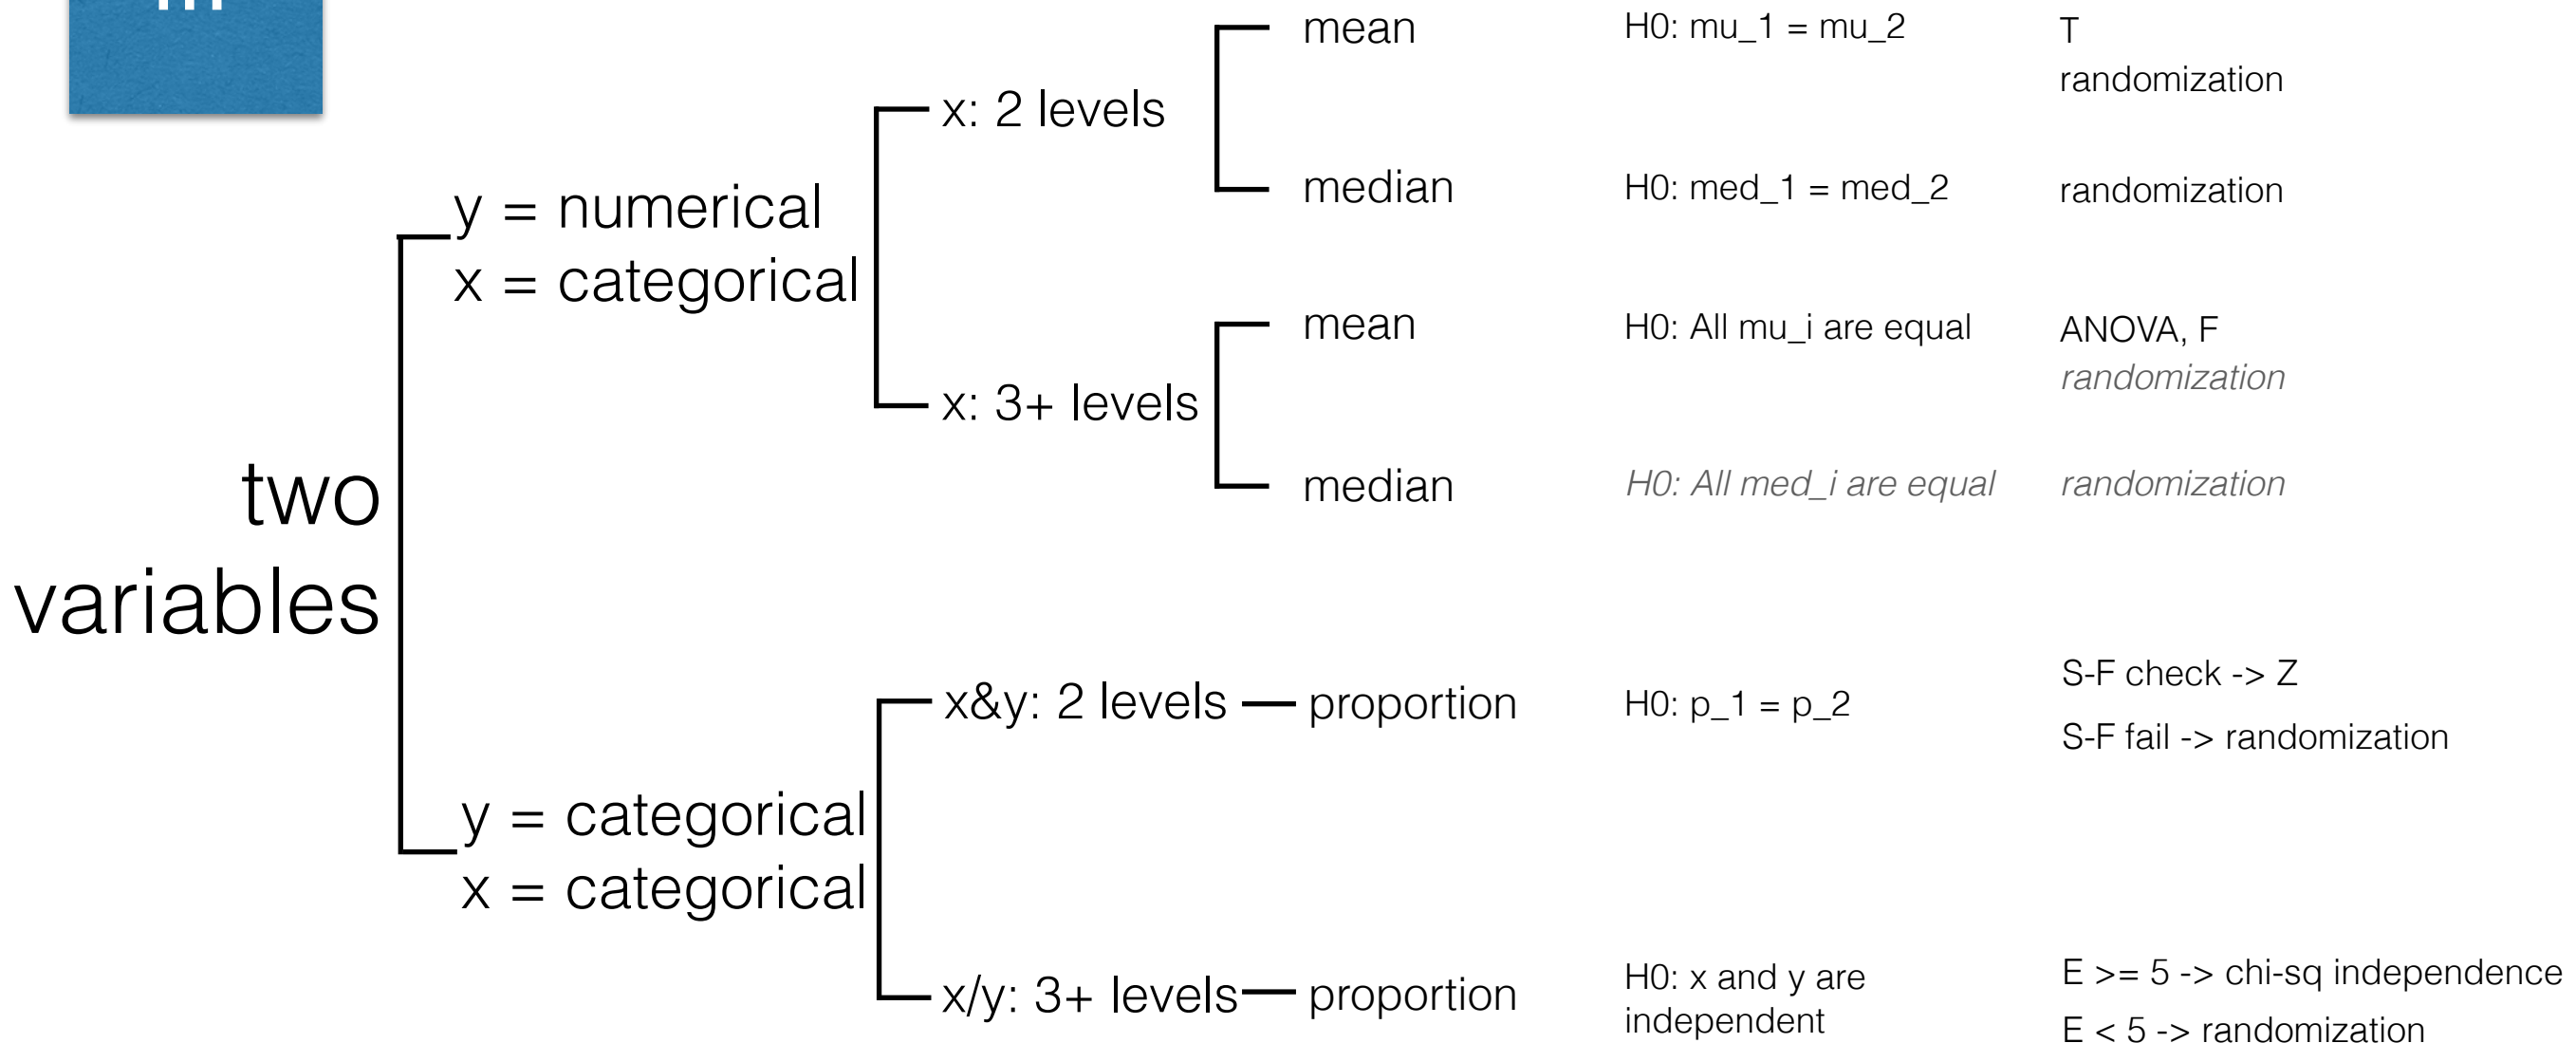 mean
H0: mu_1 = mu_2
T
randomization
x: 2 levels
median
H0: med_1 = med_2
randomization
y = numerical
x = categorical
mean
H0: All mu_i are equal
ANOVA, F
randomization
x: 3+ levels
median
H0: All med_i are equal
randomization
two
variables
x&y: 2 levels
proportion
H0: p_1 = p_2
S-F check -> Z
S-F fail -> randomization
y = categorical
x = categorical
x/y: 3+ levels
proportion
H0: x and y are
independent
E >= 5 -> chi-sq independence
E < 5 -> randomization